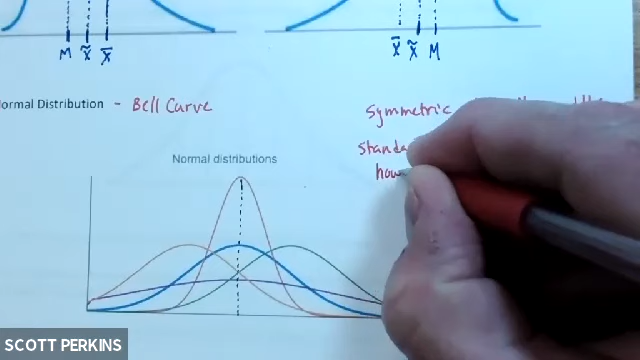 M x̃ x̄
x̄ x̃ M
Normal Distribution - Bell Curve
Symmetric
Normal distributions
SCOTT PERKINS